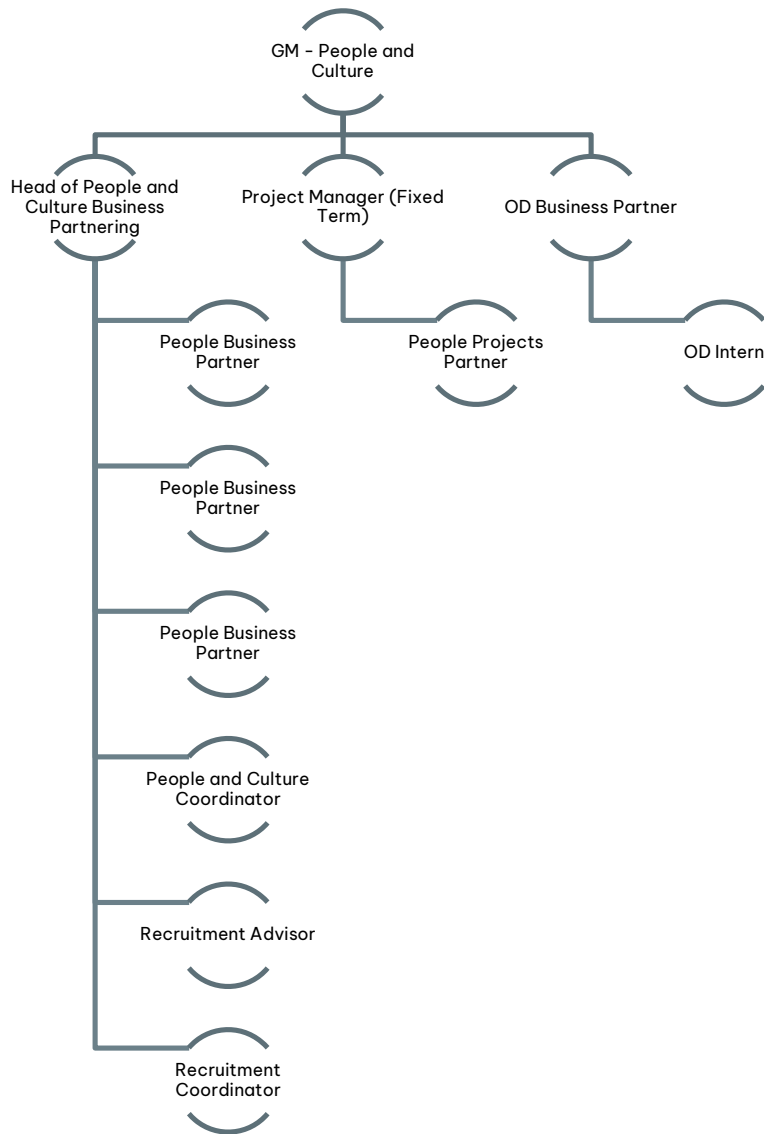 GM - People and
Culture
Head of People and
Culture Business
Partnering
Project Manager (Fixed
Term)
OD Business Partner
People Business
Partner
People Projects
Partner
OD Intern
People Business
Partner
People Business
Partner
People and Culture
Coordinator
Recruitment Advisor
Recruitment
Coordinator